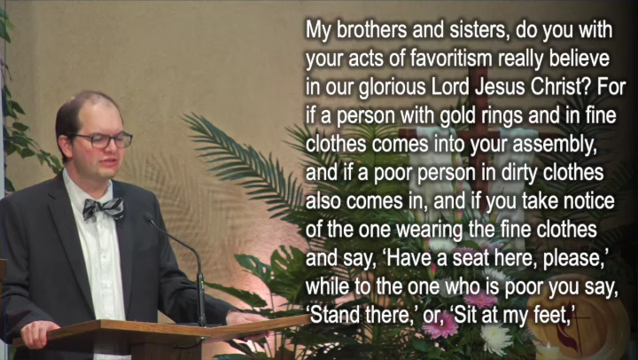 My brothers and sisters, do you with
your acts of favoritism really believe
in our glorious Lord Jesus Christ? For
if a person with gold rings and in fine
clothes comes into your assembly,
and if a poor person in dirty clothes
also comes in, and if you take notice
of the one wearing the fine clothes
and say, ‘Have a seat here, please,’
while to the one who is poor you say,
‘Stand there,’ or, ‘Sit at my feet,’